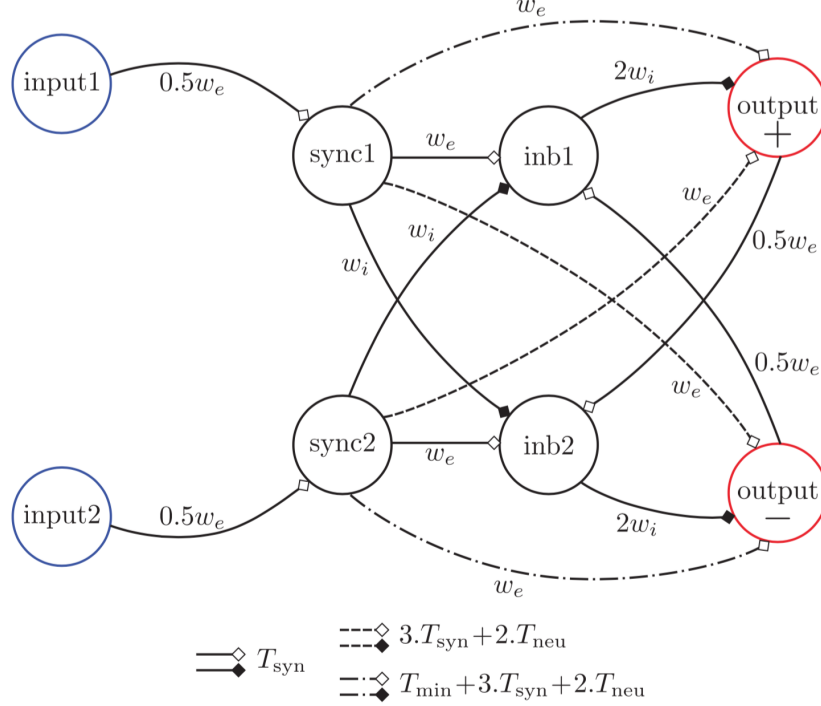 w_e
input1
0.5w_e
2w_i
output
+
sync1
w_e
inb1
w_e
w_i
w_i
0.5w_e
0.5w_e
w_e
sync2
w_e
inb2
output
−
input2
0.5w_e
2w_i
w_e
T_syn
3.T_syn+2.T_neu
T_min+3.T_syn+2.T_neu